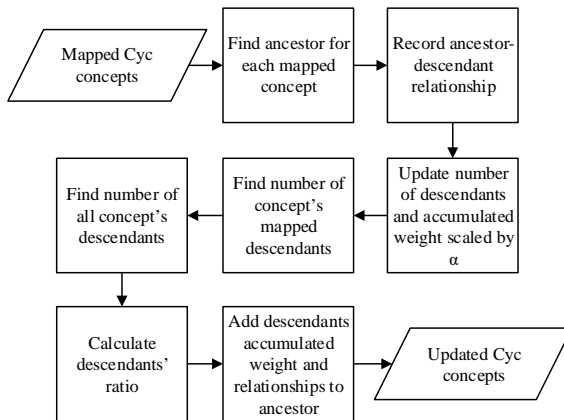 Mapped Cyc
concepts
Find ancestor for
each mapped
concept
Record ancestor-
descendant
relationship
Update number
of descendants
and accumulated
weight scaled by
α
Find number of
concept's
mapped
descendants
Find number of
all concept's
descendants
Calculate
descendants'
ratio
Add descendants
accumulated
weight and
relationships to
ancestor
Updated Cyc
concepts